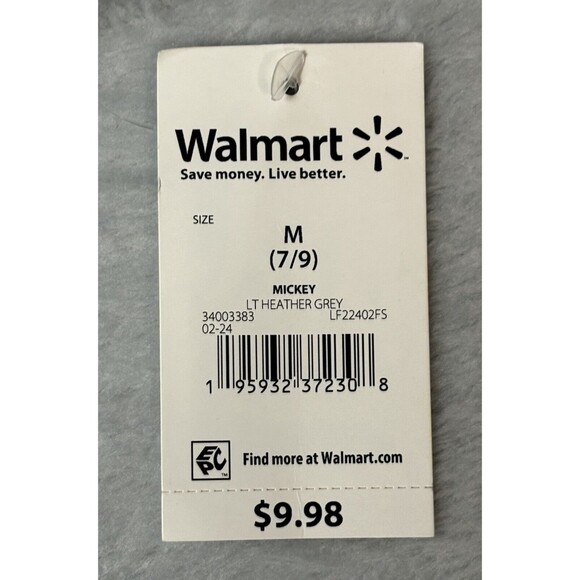 Walmart
Save money. Live better.
SIZE
M
(7/9)
MICKEY
LT HEATHER GREY
34003383 LF22402FS
02-24
1 95932 37230 8
EPC Find more at Walmart.com
$9.98